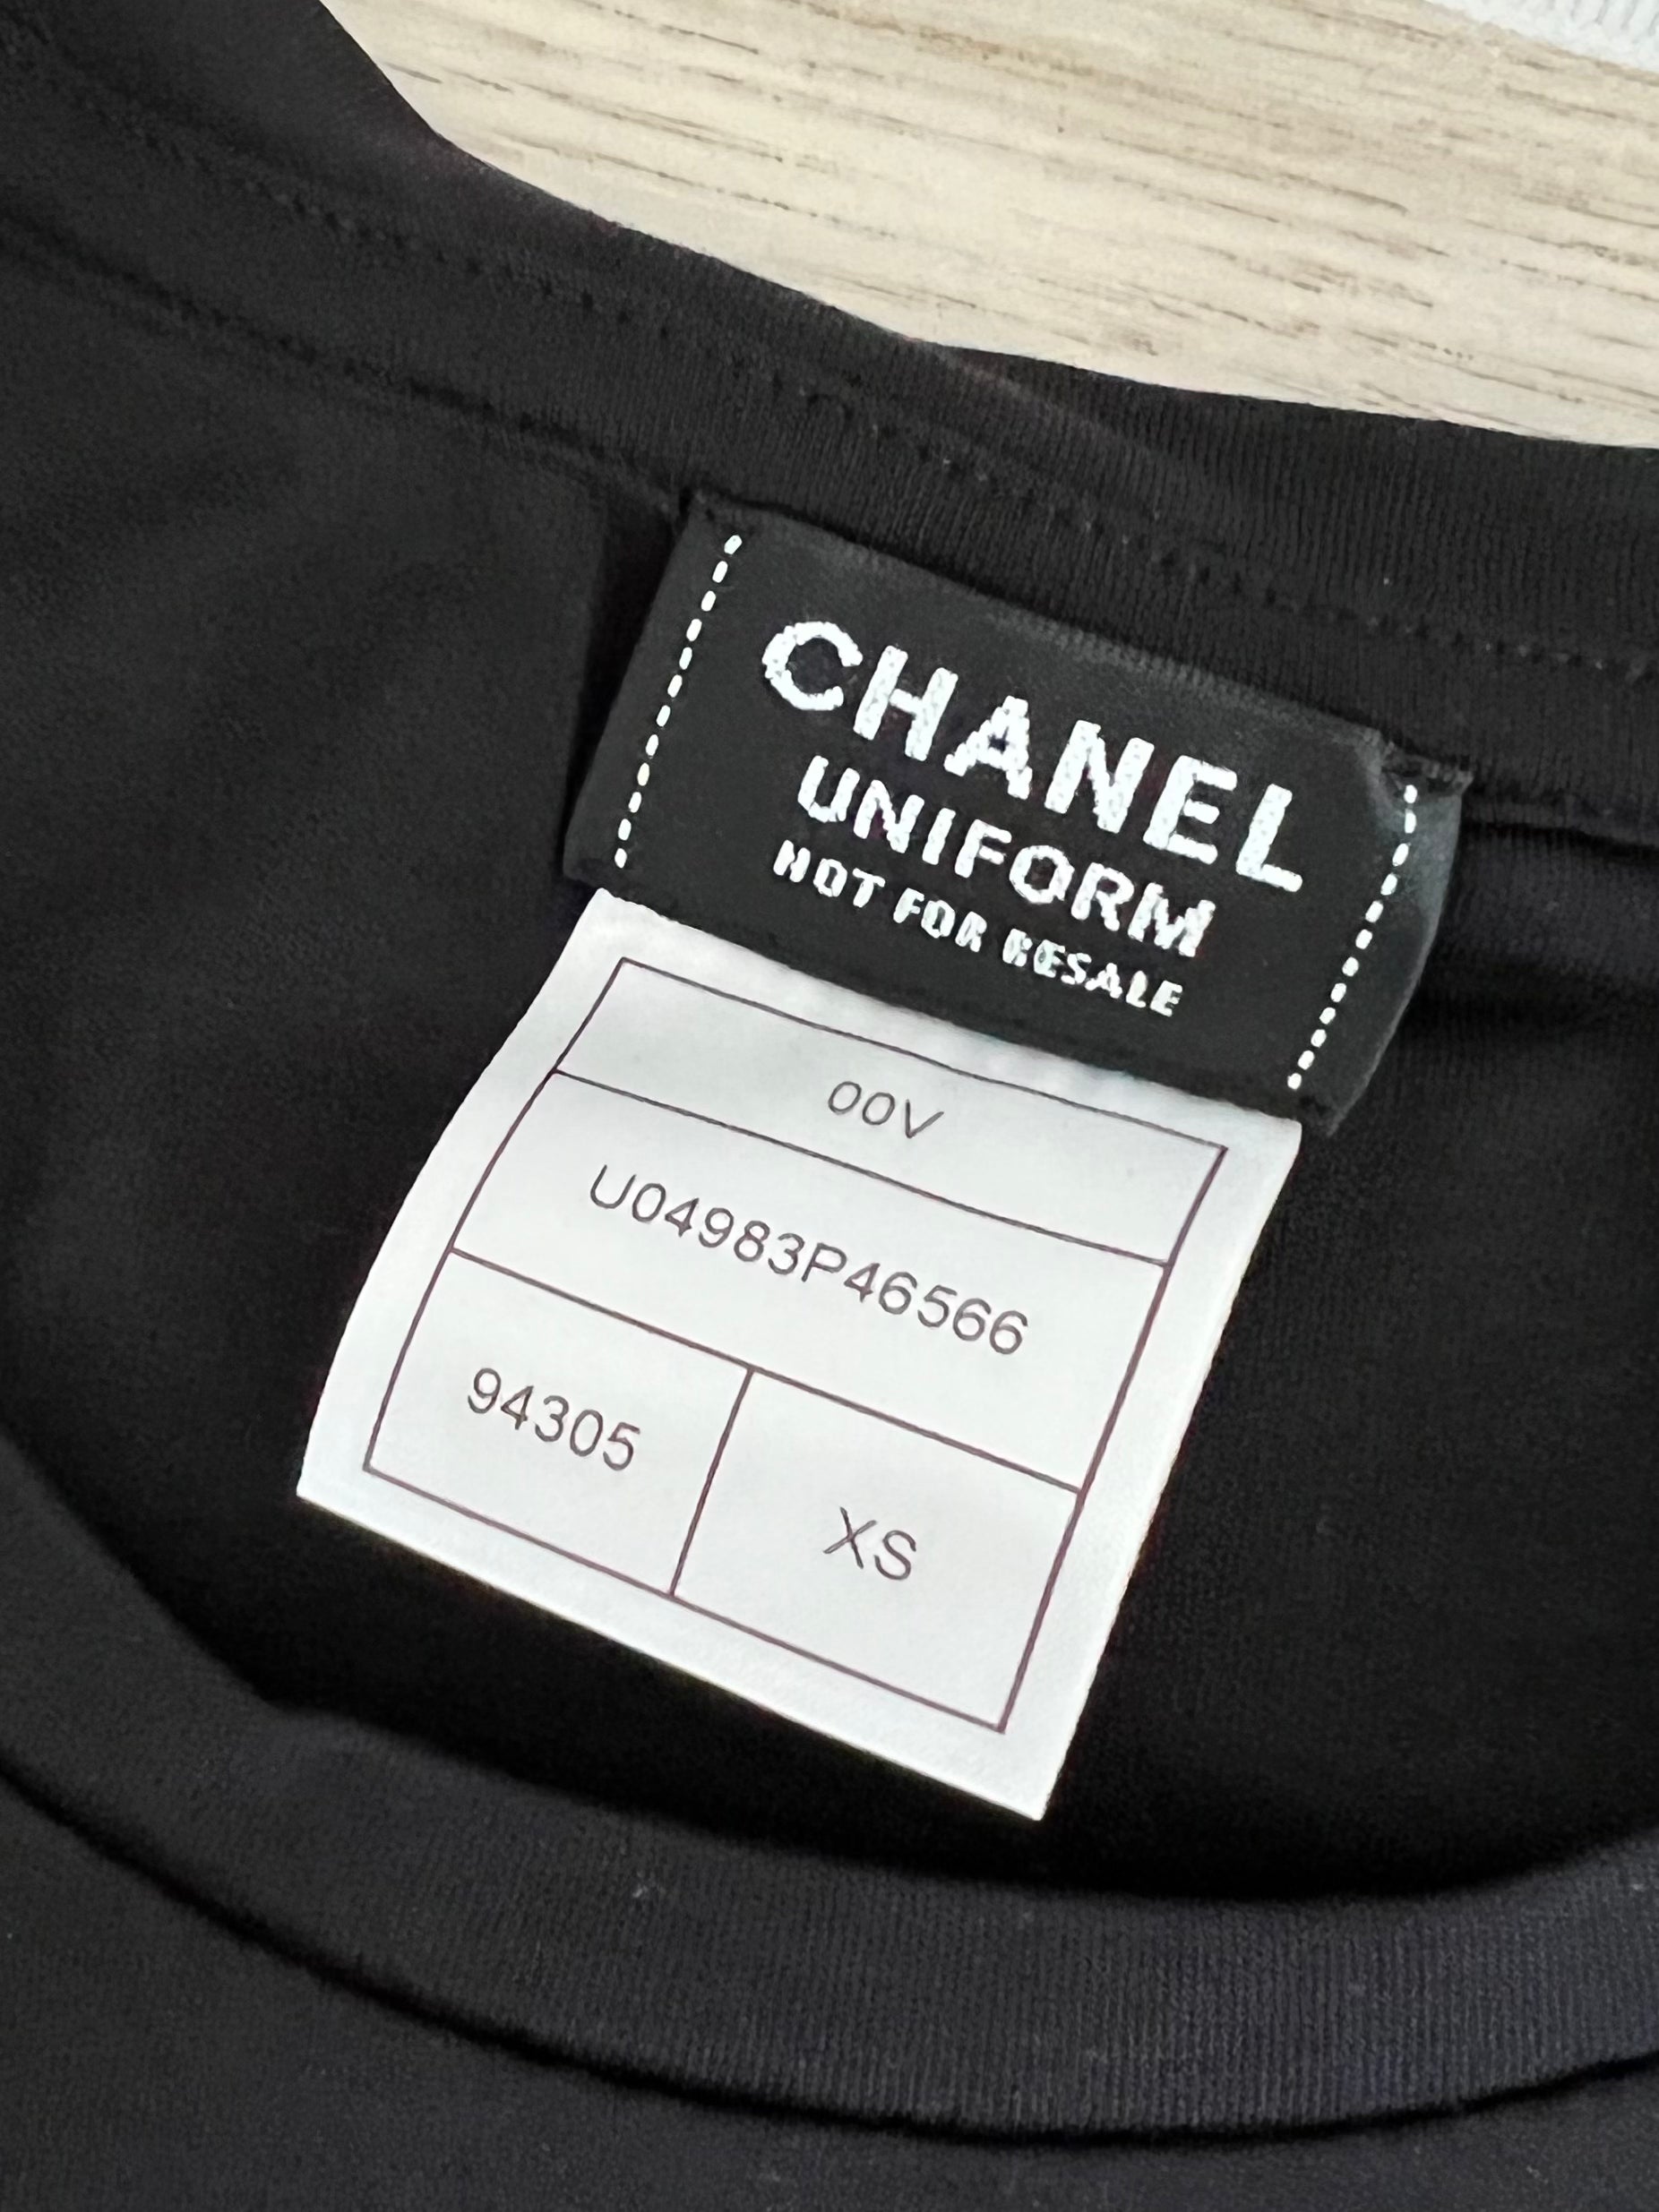 CHANEL
UNIFORM
NOT FOR RESALE
00V
U04983P46566
94305
XS